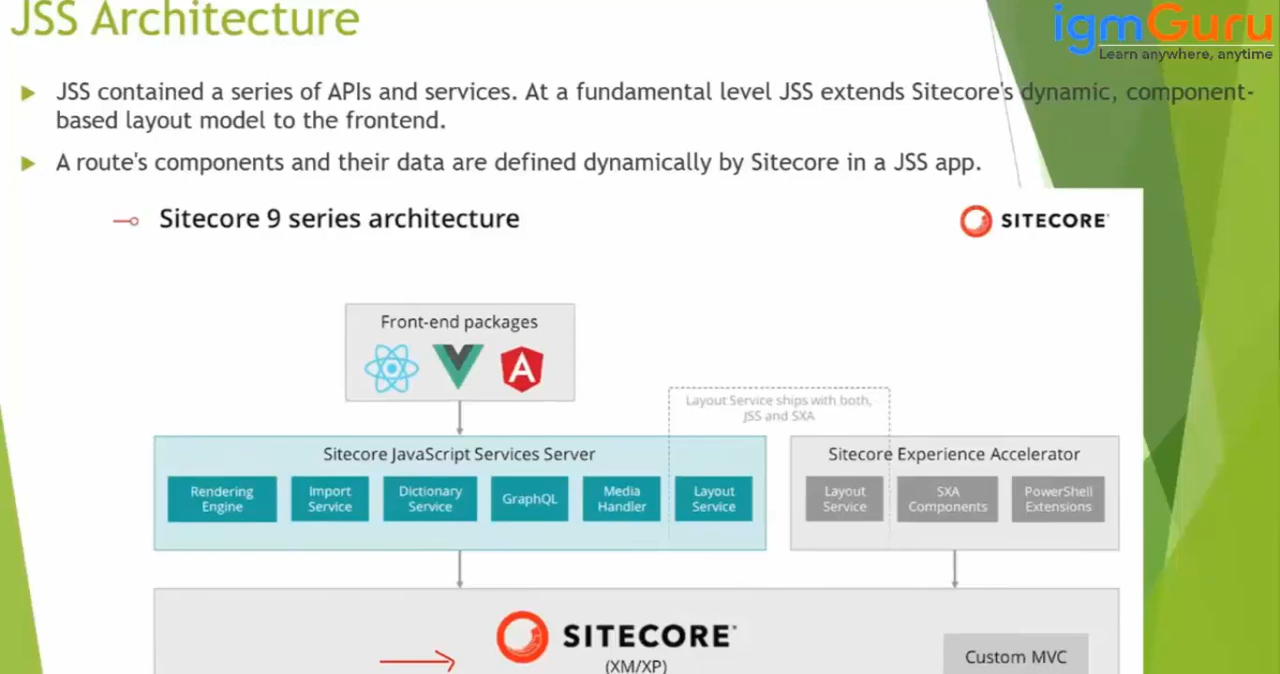 JSS Architecture
igmGuru
Learn anywhere, anytime
JSS contained a series of APIs and services. At a fundamental level JSS extends Sitecore's dynamic, component-
based layout model to the frontend.
A route's components and their data are defined dynamically by Sitecore in a JSS app.
Sitecore 9 series architecture
SITECORE
Front-end packages
Layout Service ships with both,
JSS and SXA
Sitecore JavaScript Services Server
Rendering
Engine
Import
Service
Dictionary
Service
GraphQL
Media
Handler
Layout
Service
Sitecore Experience Accelerator
Layout
Service
SXA
Components
PowerShell
Extensions
SITECORE
(XM/XP)
Custom MVC